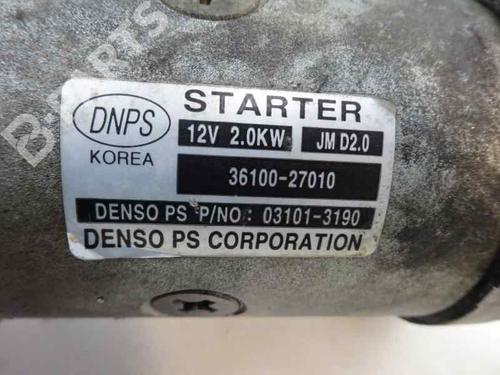 STARTER
DNPS
KOREA
12V 2.0KW JM D2.0
36100-27010
DENSO PS P/NO : 03101-3190
DENSO PS CORPORATION